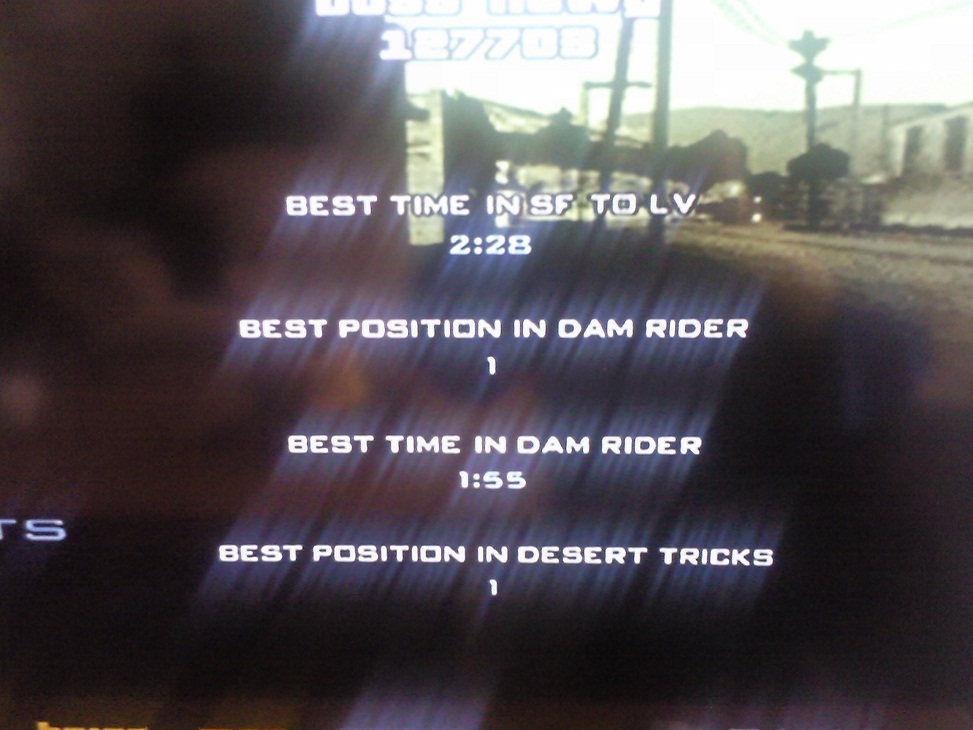 127703
BEST TIME IN SF TO LV
2:28
BEST POSITION IN DAM RIDER
1
BEST TIME IN DAM RIDER
1:55
TS
BEST POSITION IN DESERT TRICKS
1